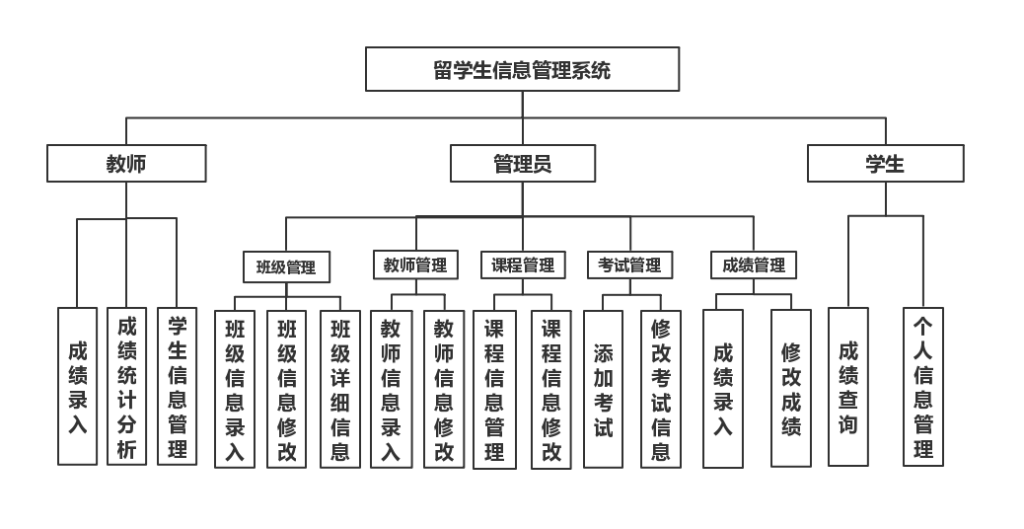 留学生信息管理系统
教师
管理员
学生
班级管理
教师管理
课程管理
考试管理
成绩管理
成绩录入
成绩统计分析
学生信息管理
班级信息录入
班级信息修改
班级详细信息
教师信息录入
教师信息修改
课程信息管理
课程信息修改
添加考试
修改考试信息
成绩录入
修改成绩
成绩查询
个人信息管理